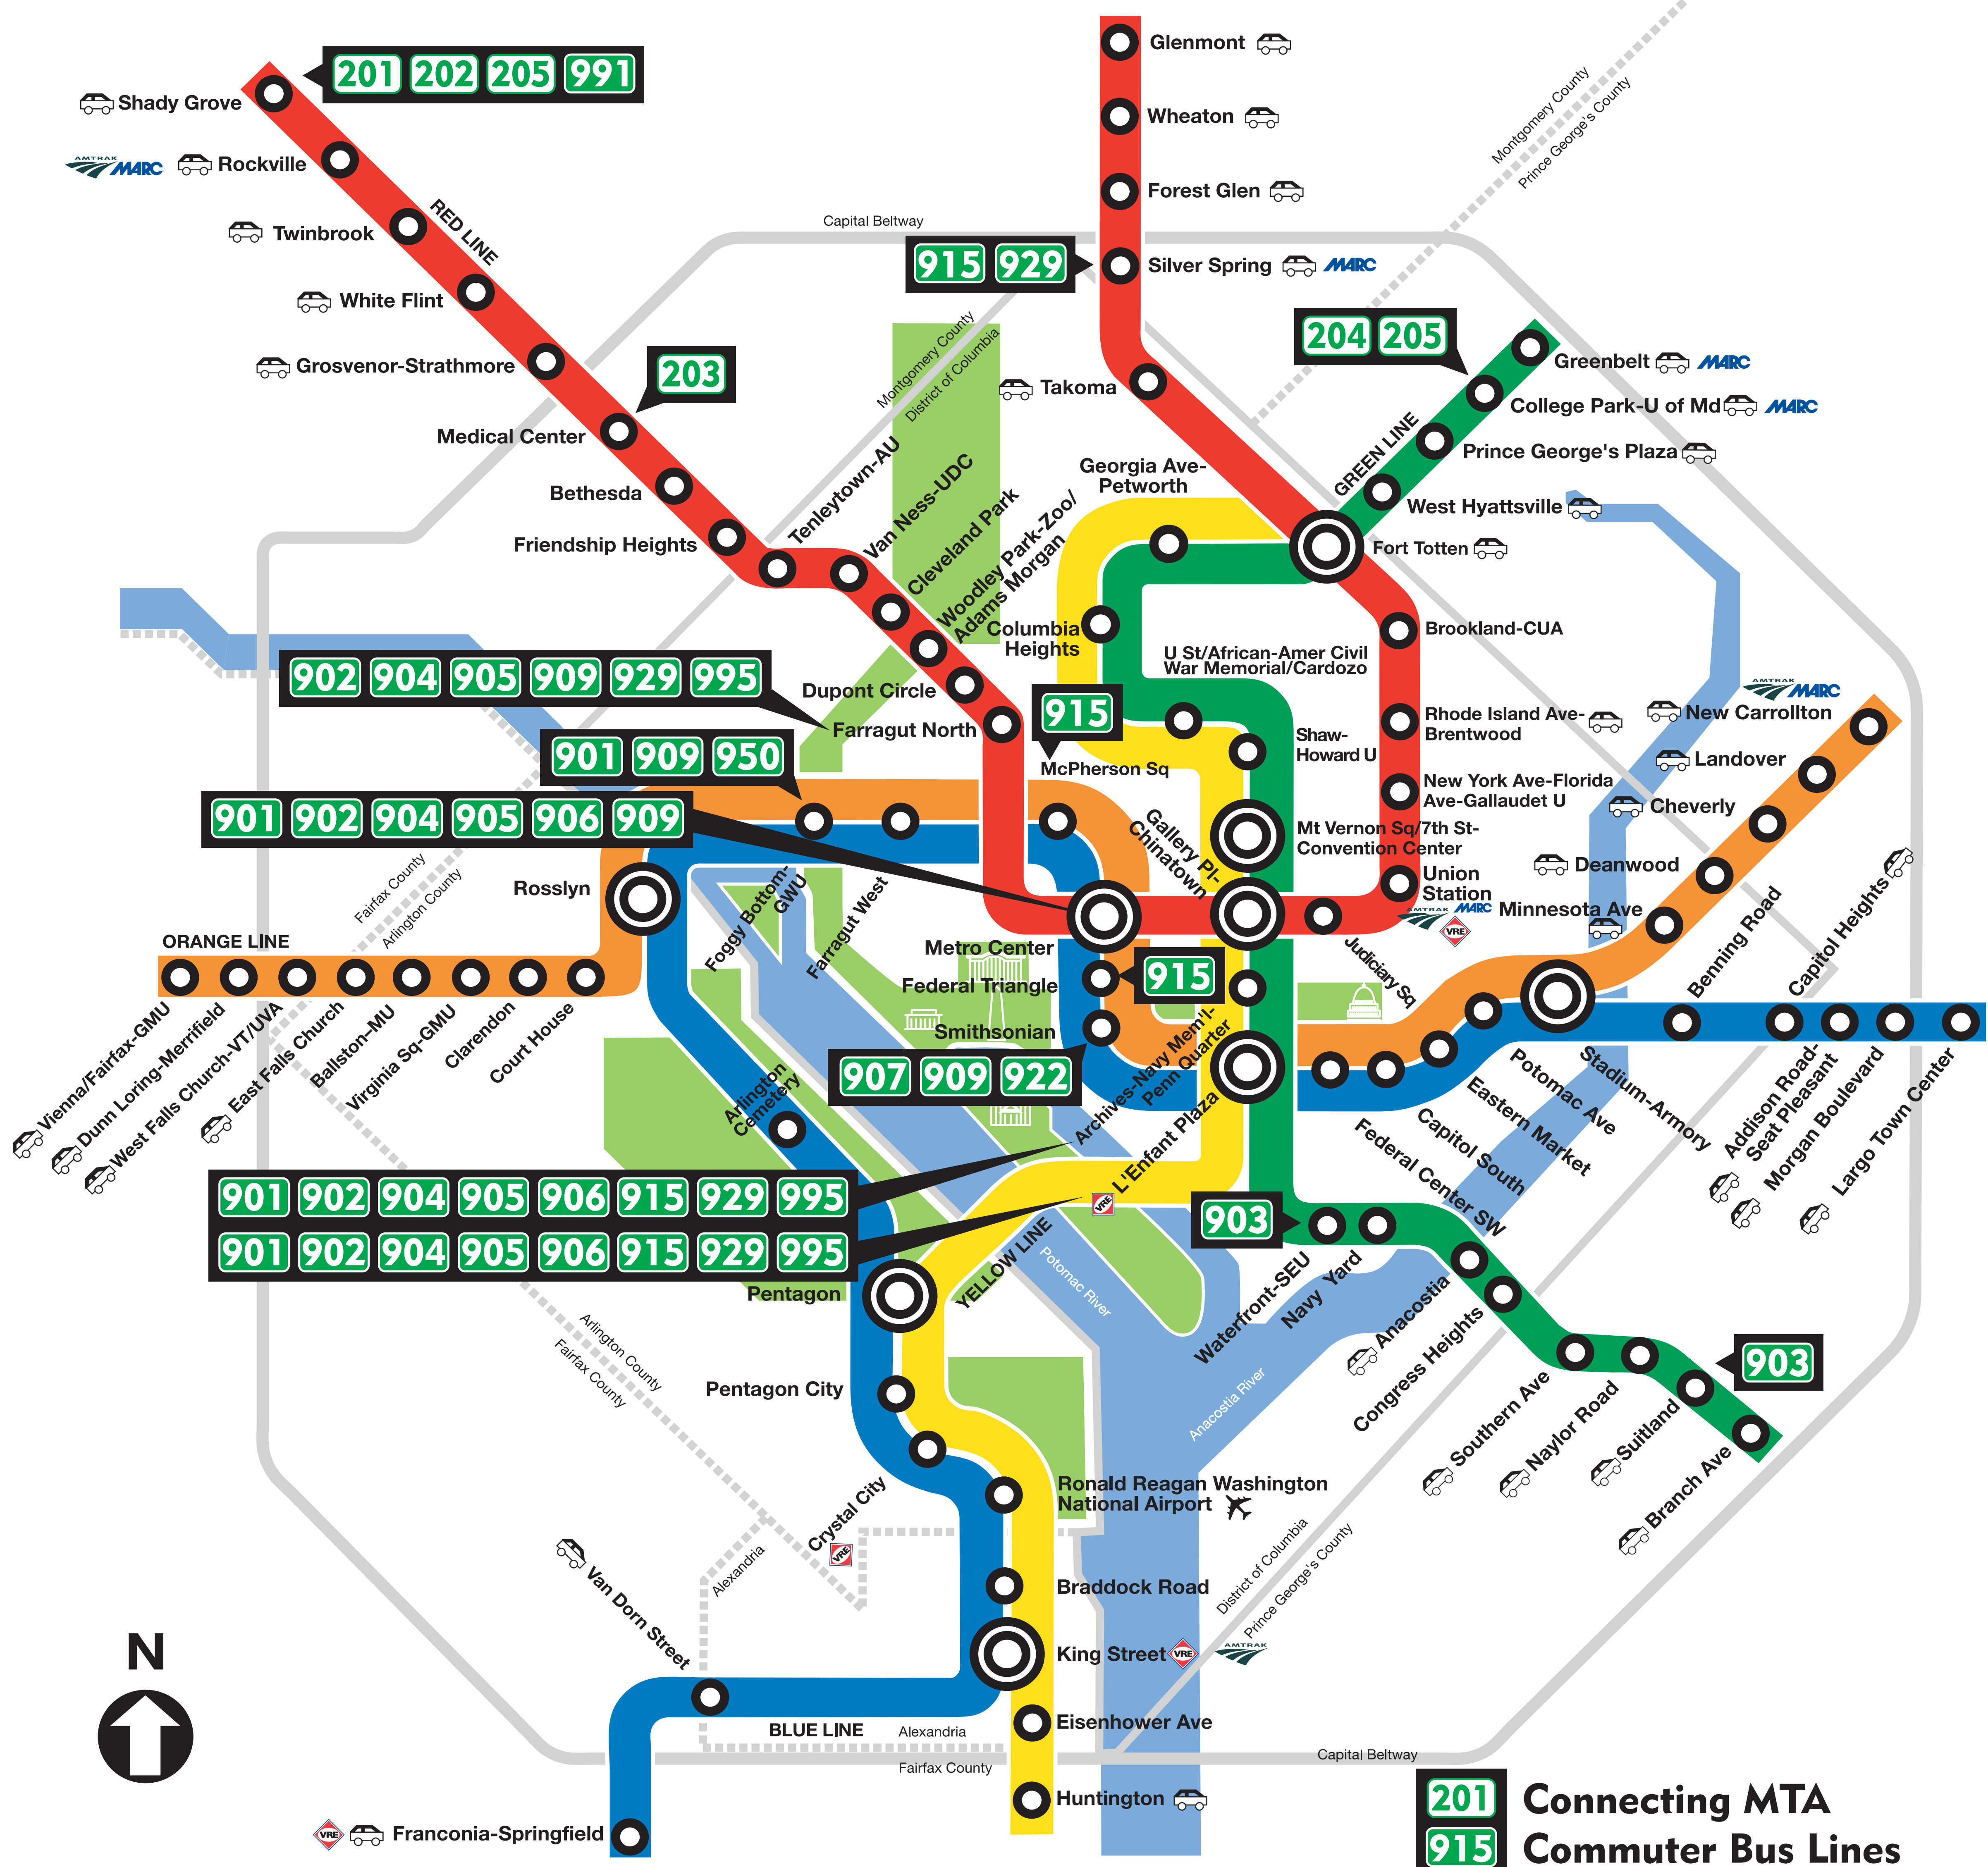 Glenmont
201 202 205 991
Shady Grove
Wheaton
AMTRAK MARC Rockville
Forest Glen
RED LINE
Twinbrook
Capital Beltway
Montgomery County
Prince George's County
915 929
Silver Spring MARC
White Flint
204 205
Grosvenor-Strathmore
203
Montgomery County
District of Columbia
Takoma
Greenbelt MARC
College Park-U of Md MARC
Medical Center
GREEN LINE
Prince George's Plaza
Bethesda
Tenleytown-AU
Van Ness-UDC
Georgia Ave-
Petworth
West Hyattsville
Friendship Heights
Cleveland Park
Fort Totten
Woodley Park-Zoo/
Adams Morgan
Columbia
Heights
Brookland-CUA
U St/African-Amer Civil
War Memorial/Cardozo
902 904 905 909 929 995
Dupont Circle
Farragut North
915
McPherson Sq
Shaw-
Howard U
Rhode Island Ave-
Brentwood
AMTRAK MARC
New Carrollton
901 909 950
Landover
New York Ave-Florida
Ave-Gallaudet U
Cheverly
901 902 904 905 906 909
Gallery Pl-
Chinatown
Mt Vernon Sq/7th St-
Convention Center
Deanwood
Fairfax County
Arlington County
Rosslyn
Foggy Bottom-
GWU
Farragut West
Union
Station
AMTRAK MARC
VRE
Minnesota Ave
Benning Road
Capitol Heights
ORANGE LINE
Metro Center
Judiciary Sq
Federal Triangle
915
Smithsonian
Vienna/Fairfax-GMU
Dunn Loring-Merrifield
West Falls Church-VT/UVA
East Falls Church
Ballston-MU
Virginia Sq-GMU
Clarendon
Court House
907 909 922
Archives-Navy Mem'l-
Penn Quarter
Arlington
Cemetery
L'Enfant Plaza
VRE
Federal Center SW
Capitol South
Eastern Market
Potomac Ave
Stadium-Armory
Addison Road-
Seat Pleasant
Morgan Boulevard
Largo Town Center
901 902 904 905 906 915 929 995
901 902 904 905 906 915 929 995
903
Pentagon
YELLOW LINE
Potomac River
Waterfront-SEU
Navy Yard
Anacostia
Congress Heights
Arlington County
Fairfax County
903
Pentagon City
Anacostia River
Southern Ave
Naylor Road
Suitland
Branch Ave
Crystal City
VRE
Ronald Reagan Washington
National Airport
Alexandria
Van Dorn Street
District of Columbia
Prince George's County
Braddock Road
N
King Street VRE AMTRAK
Eisenhower Ave
BLUE LINE
Alexandria
Fairfax County
Capital Beltway
Huntington
VRE Franconia-Springfield
201 Connecting MTA
915 Commuter Bus Lines